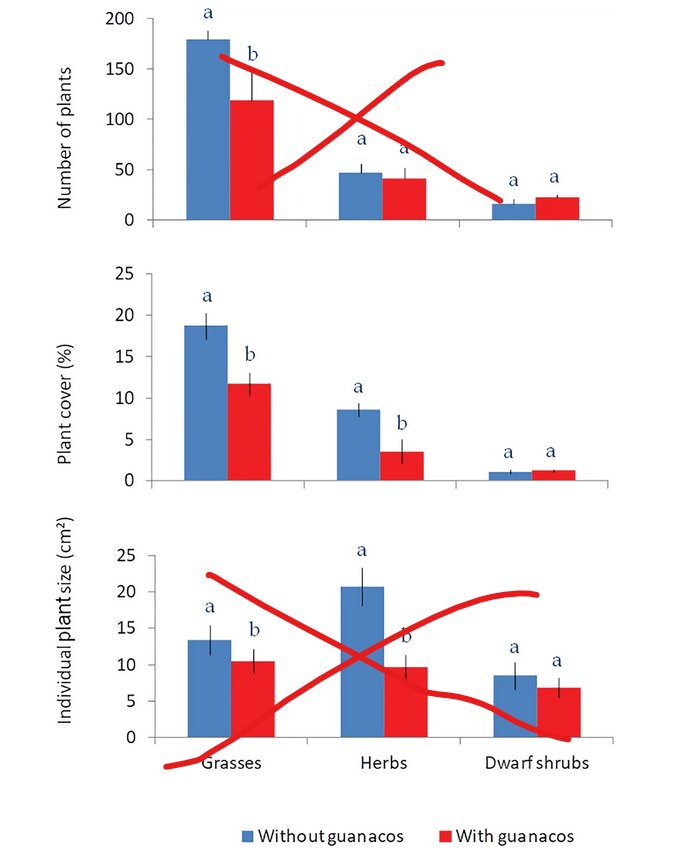 200
150
100
50
0
Number of plants
a
b
a
a
a
a
25
20
15
10
5
0
Plant cover (%)
a
b
a
b
a
a
25
20
15
10
5
0
Individual plant size (cm²)
a
b
a
b
a
a
Grasses Herbs Dwarf shrubs
Without guanacos With guanacos